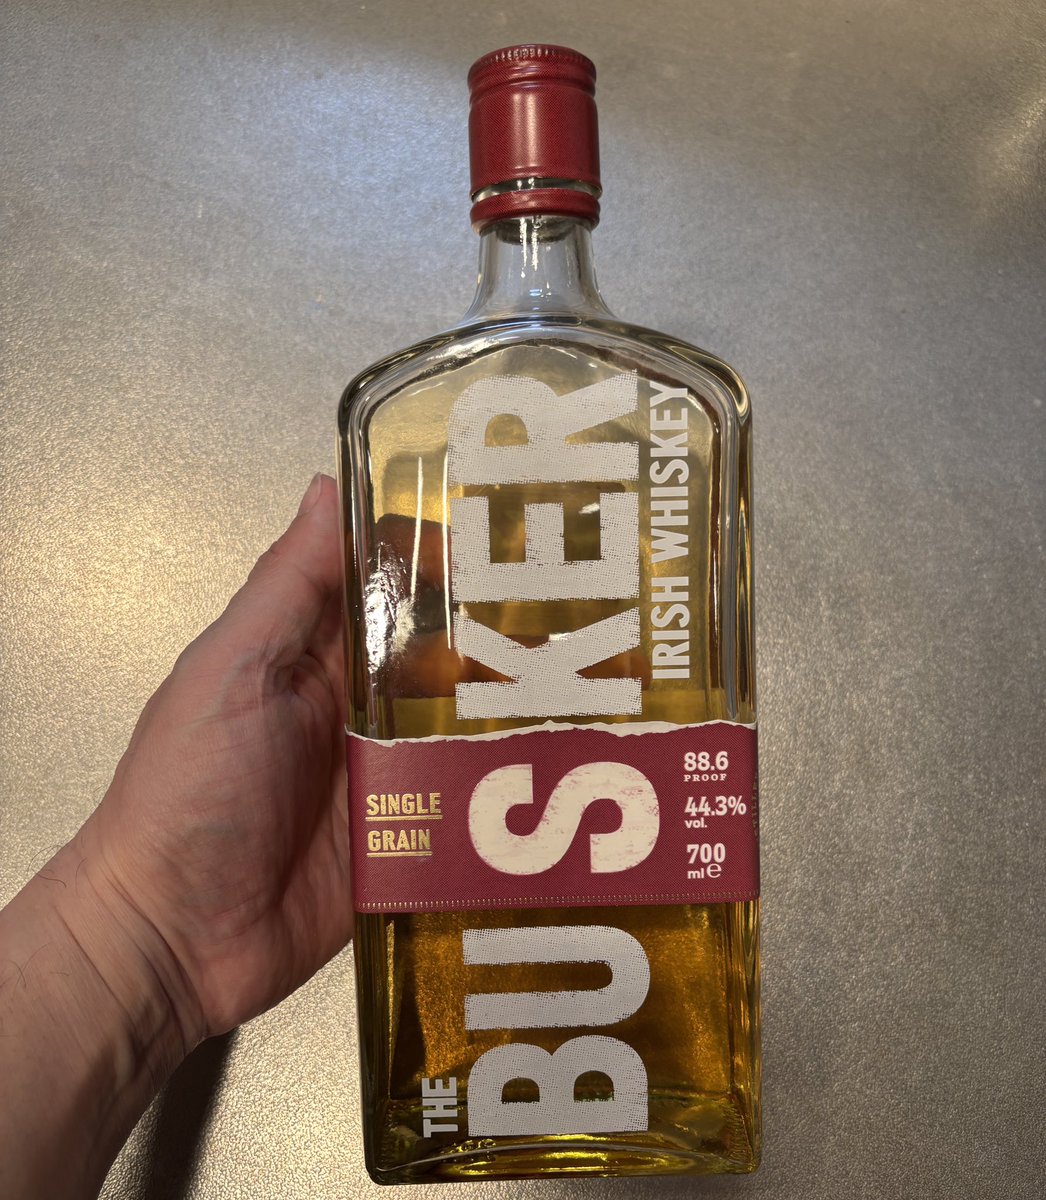 THE BUSKER
IRISH WHISKEY
SINGLE
GRAIN
88.6
PROOF
44.3%
vol.
700
ml e